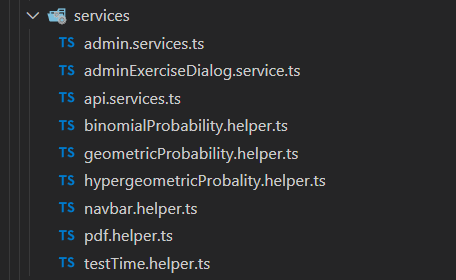 services
TS admin.services.ts
TS adminExerciseDialog.service.ts
TS api.services.ts
TS binomialProbability.helper.ts
TS geometricProbability.helper.ts
TS hypergeometricProbality.helper.ts
TS navbar.helper.ts
TS pdf.helper.ts
TS testTime.helper.ts